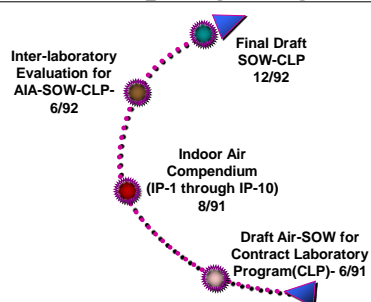 Final Draft
SOW-CLP
12/92
Inter-laboratory
Evaluation for
AIA-SOW-CLP-
6/92
Indoor Air
Compendium
(IP-1 through IP-10)
8/91
Draft Air-SOW for
Contract Laboratory
Program(CLP)- 6/91